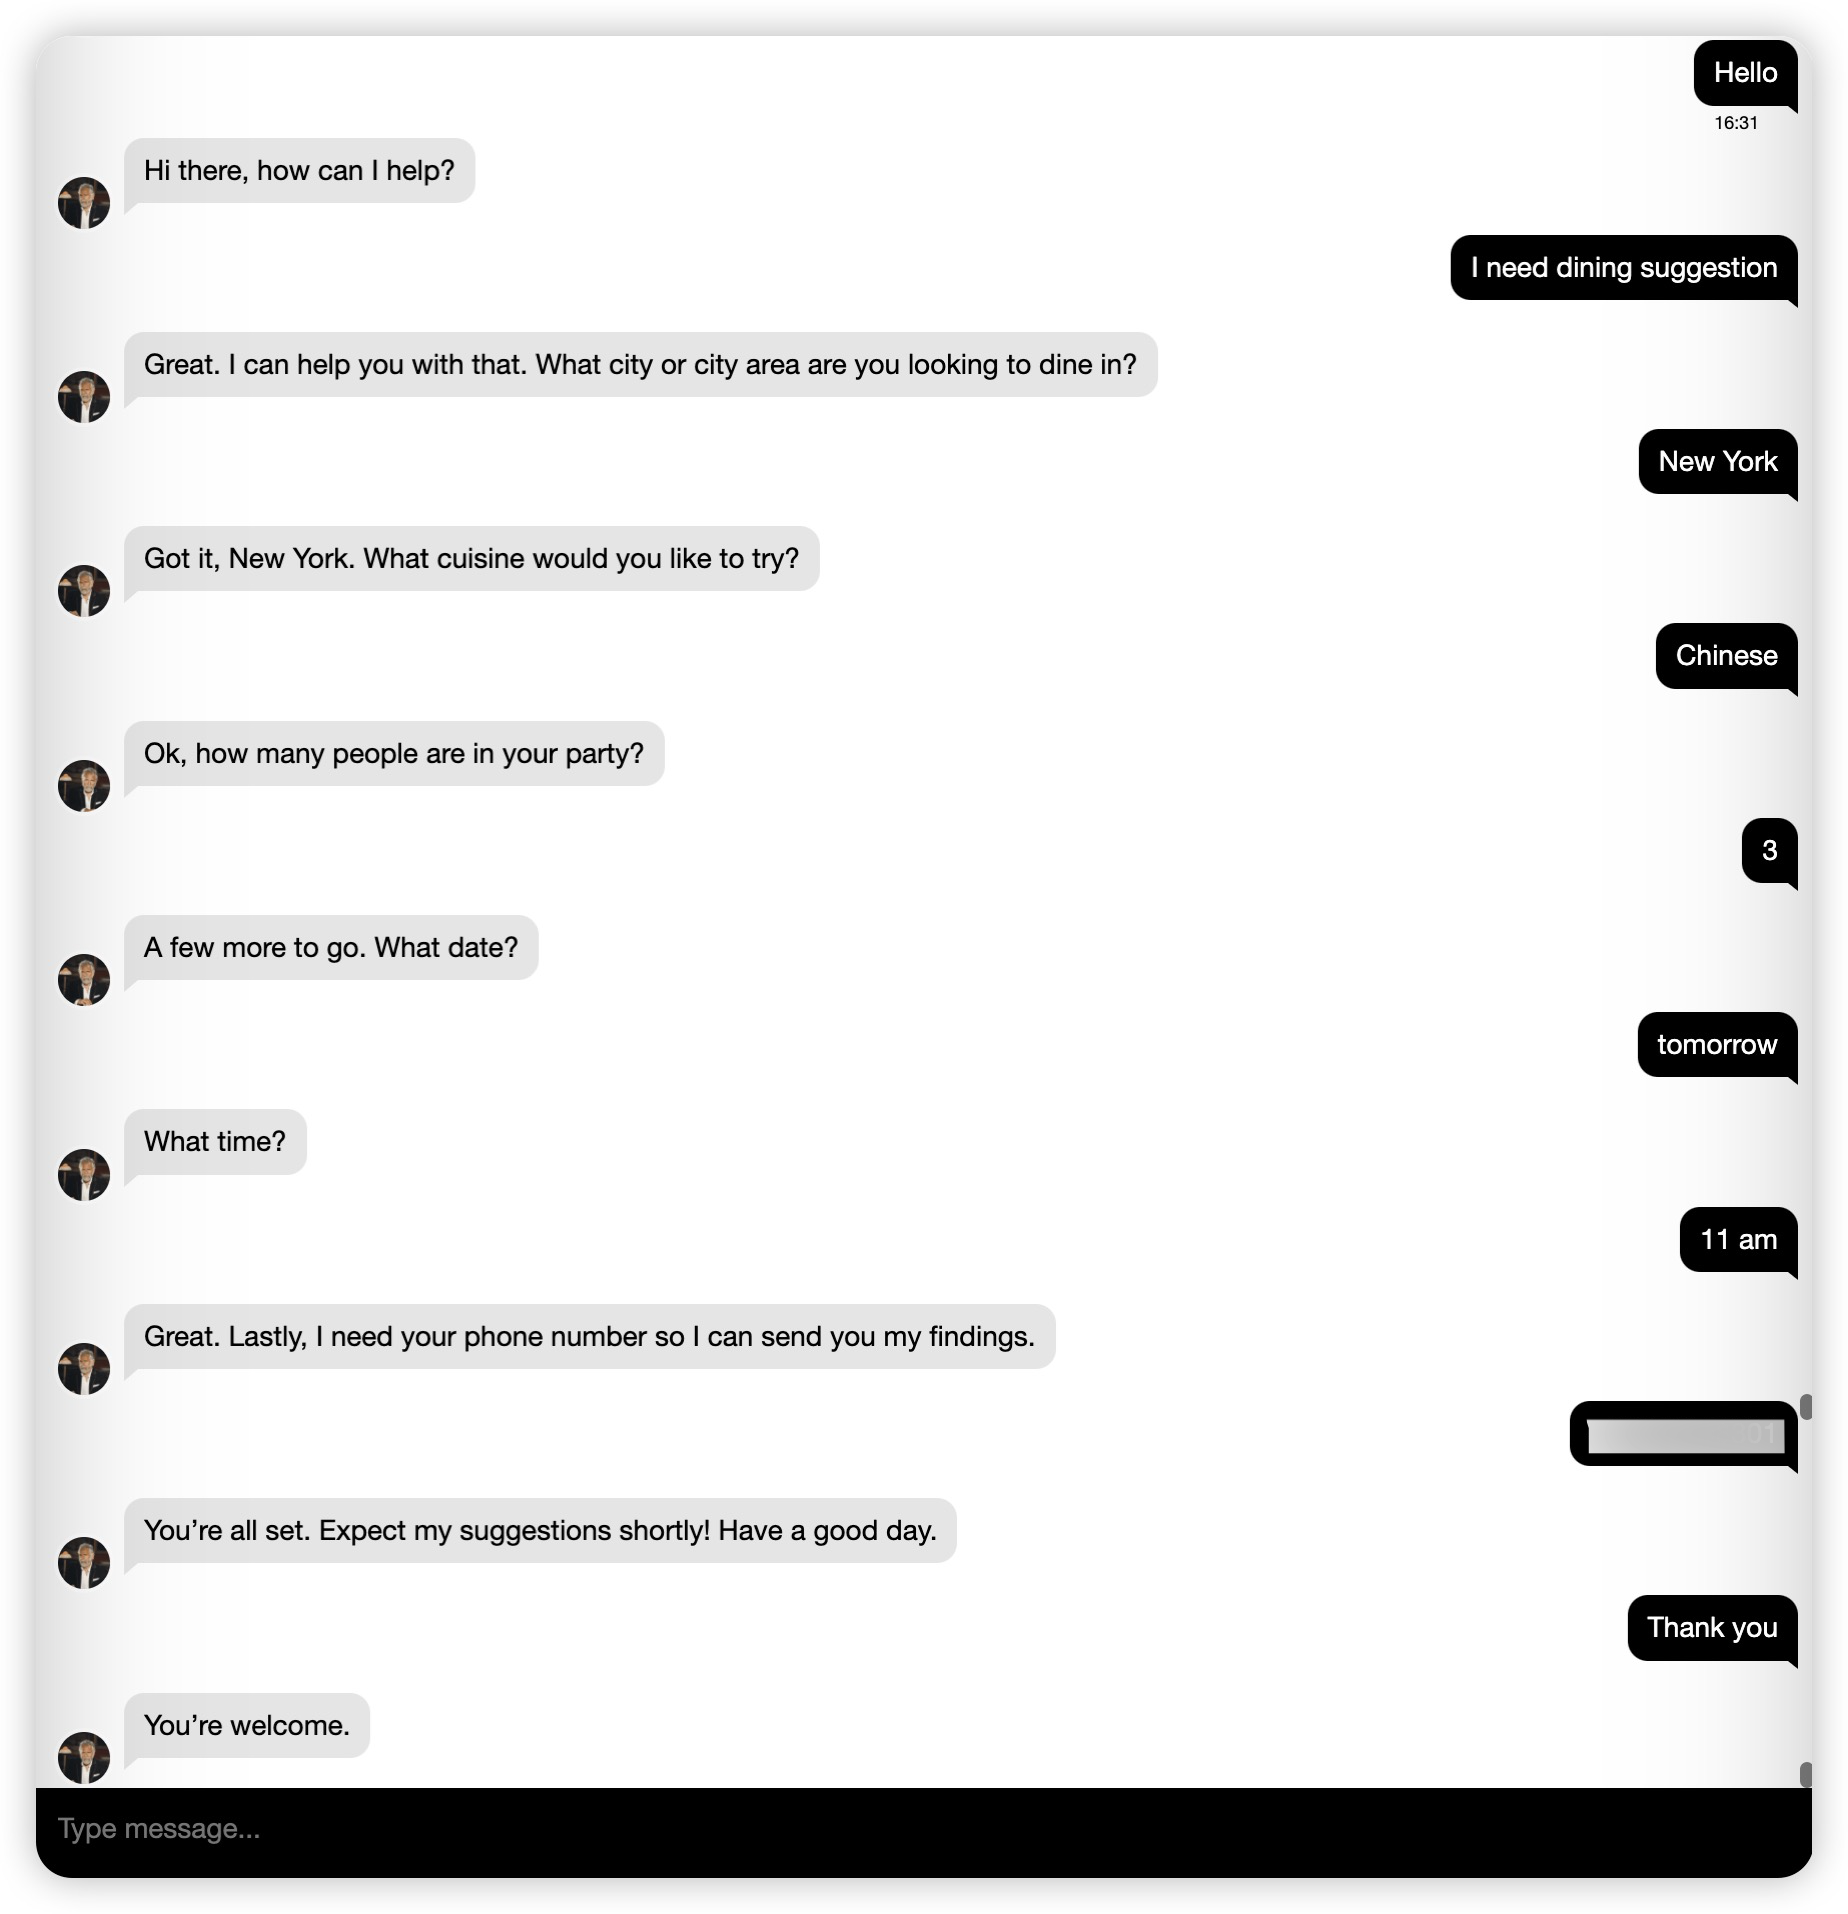 Hello
16:31
Hi there, how can I help?
I need dining suggestion
Great. I can help you with that. What city or city area are you looking to dine in?
New York
Got it, New York. What cuisine would you like to try?
Chinese
Ok, how many people are in your party?
3
A few more to go. What date?
tomorrow
What time?
11 am
Great. Lastly, I need your phone number so I can send you my findings.
You’re all set. Expect my suggestions shortly! Have a good day.
Thank you
You’re welcome.
Type message...